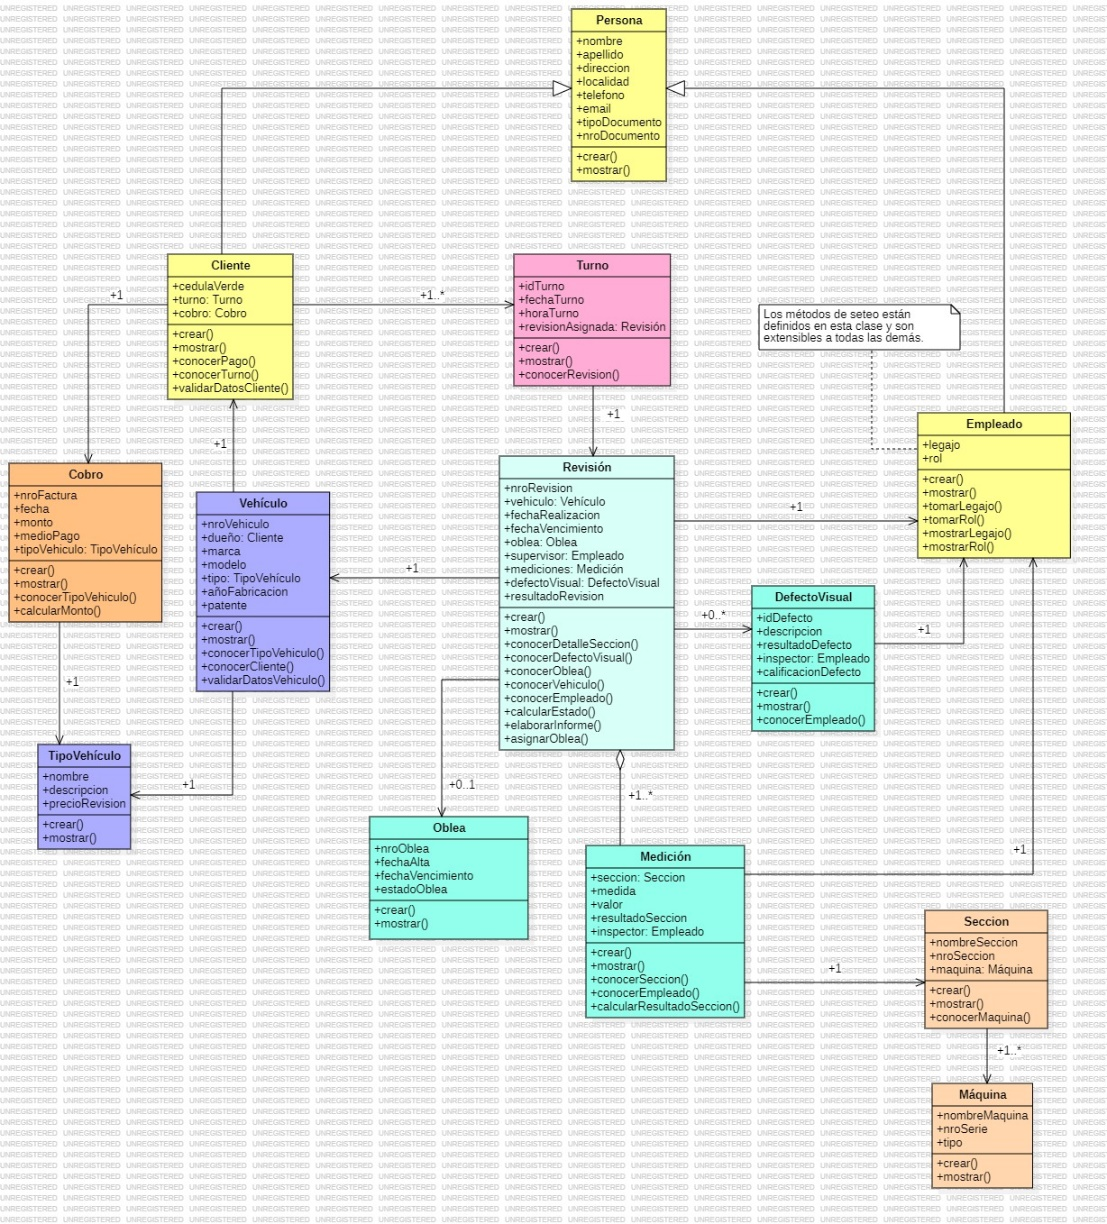 Persona
+nombre
+apellido
+direccion
+localidad
+telefono
+email
+tipoDocumento
+nroDocumento
+crear()
+mostrar()
Cliente
+cedulaVerde
+turno: Turno
+cobro: Cobro
+crear()
+mostrar()
+conocerPago()
+conocerTurno()
+validarDatosCliente()
+1
+1..*
Turno
+idTurno
+fechaTurno
+horaTurno
+revisionAsignada: Revisión
+crear()
+mostrar()
+conocerRevision()
+1
Los métodos de seteo están
definidos en esta clase y son
extensibles a todas las demás.
Empleado
+legajo
+rol
+crear()
+mostrar()
+tomarLegajo()
+tomarRol()
+mostrarLegajo()
+mostrarRol()
Cobro
+nroFactura
+fecha
+monto
+medioPago
+tipoVehiculo: TipoVehículo
+crear()
+mostrar()
+conocerTipoVehiculo()
+calcularMonto()
+1
+1
Vehículo
+nroVehiculo
+dueño: Cliente
+marca
+modelo
+tipo: TipoVehículo
+añoFabricacion
+patente
+crear()
+mostrar()
+conocerTipoVehiculo()
+conocerCliente()
+validarDatosVehiculo()
+1
+1
Revisión
+nroRevision
+vehiculo: Vehículo
+fechaRealizacion
+fechaVencimiento
+oblea: Oblea
+supervisor: Empleado
+mediciones: Medición
+defectoVisual: DefectoVisual
+resultadoRevision
+crear()
+mostrar()
+conocerDetalleSeccion()
+conocerDefectoVisual()
+conocerOblea()
+conocerVehiculo()
+conocerEmpleado()
+calcularEstado()
+elaborarInforme()
+asignarOblea()
+1
+0..*
DefectoVisual
+idDefecto
+descripcion
+resultadoDefecto
+inspector: Empleado
+calificacionDefecto
+crear()
+mostrar()
+conocerEmpleado()
+1
TipoVehículo
+nombre
+descripcion
+precioRevision
+crear()
+mostrar()
+0..1
+1..*
Oblea
+nroOblea
+fechaAlta
+fechaVencimiento
+estadoOblea
+crear()
+mostrar()
Medición
+seccion: Seccion
+medida
+valor
+resultadoSeccion
+inspector: Empleado
+crear()
+mostrar()
+conocerSeccion()
+conocerEmpleado()
+calcularResultadoSeccion()
+1
+1
Seccion
+nombreSeccion
+nroSeccion
+maquina: Máquina
+crear()
+mostrar()
+conocerMaquina()
+1..*
Máquina
+nombreMaquina
+nroSerie
+tipo
+crear()
+mostrar()
UNREGISTERED